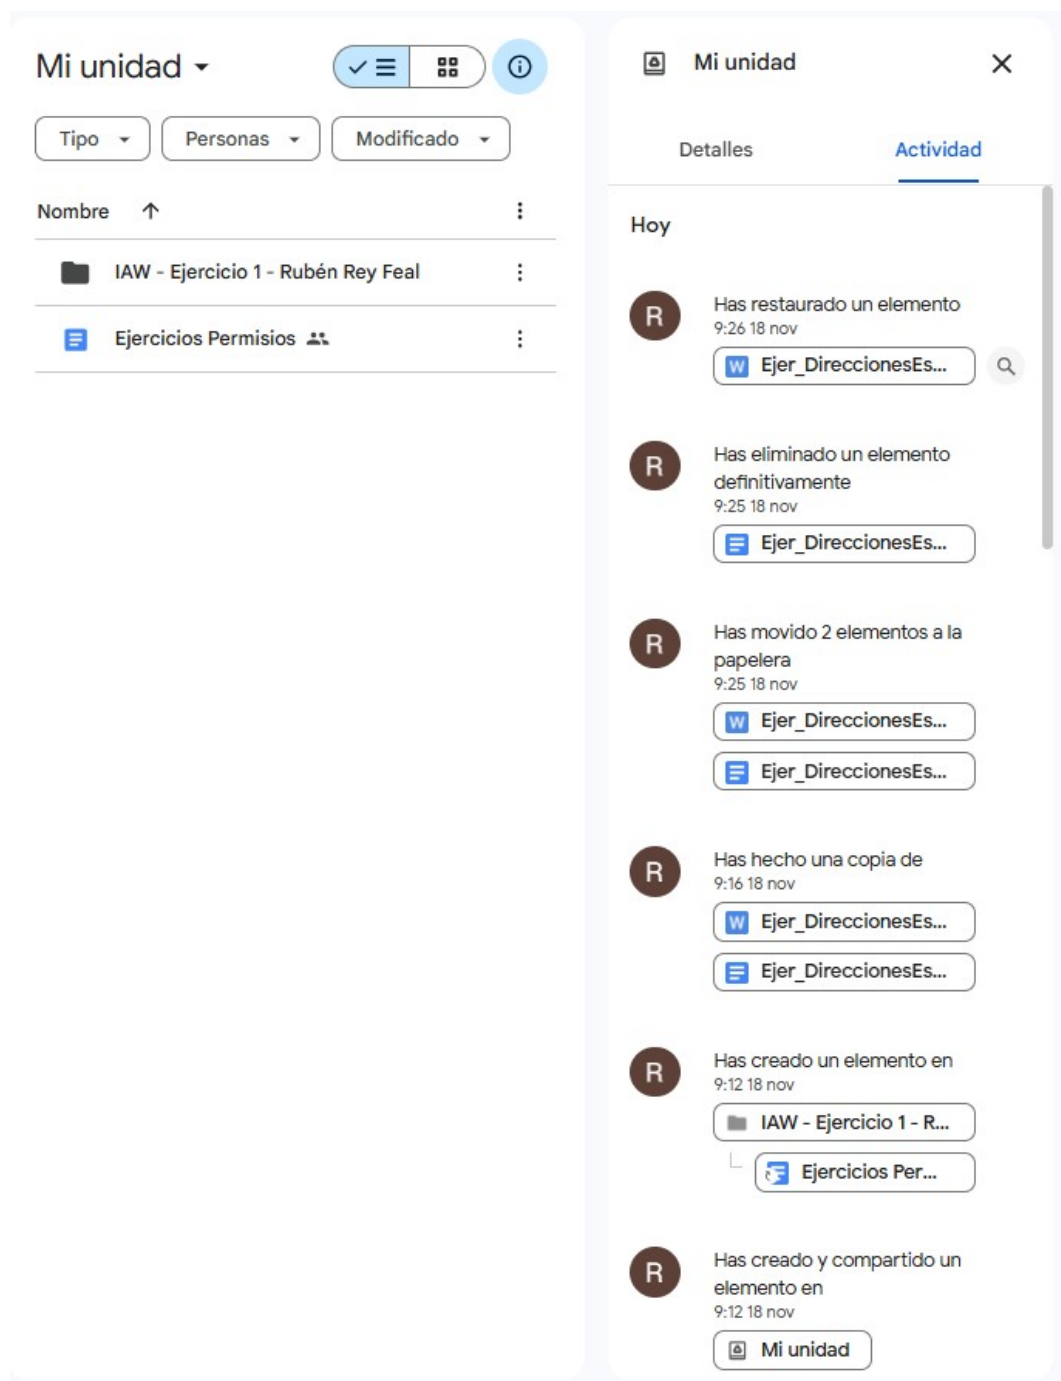 Mi unidad
Tipo
Personas
Modificado
Nombre
IAW - Ejercicio 1 - Rubén Rey Feal
Ejercicios Permisios
Mi unidad
Detalles
Actividad
Hoy
R
Has restaurado un elemento
9:26 18 nov
W Ejer_DireccionesEs...
R
Has eliminado un elemento
definitivamente
9:25 18 nov
Ejer_DireccionesEs...
R
Has movido 2 elementos a la
papelera
9:25 18 nov
W Ejer_DireccionesEs...
Ejer_DireccionesEs...
R
Has hecho una copia de
9:16 18 nov
W Ejer_DireccionesEs...
Ejer_DireccionesEs...
R
Has creado un elemento en
9:12 18 nov
IAW - Ejercicio 1 - R...
Ejercicios Per...
R
Has creado y compartido un
elemento en
9:12 18 nov
Mi unidad